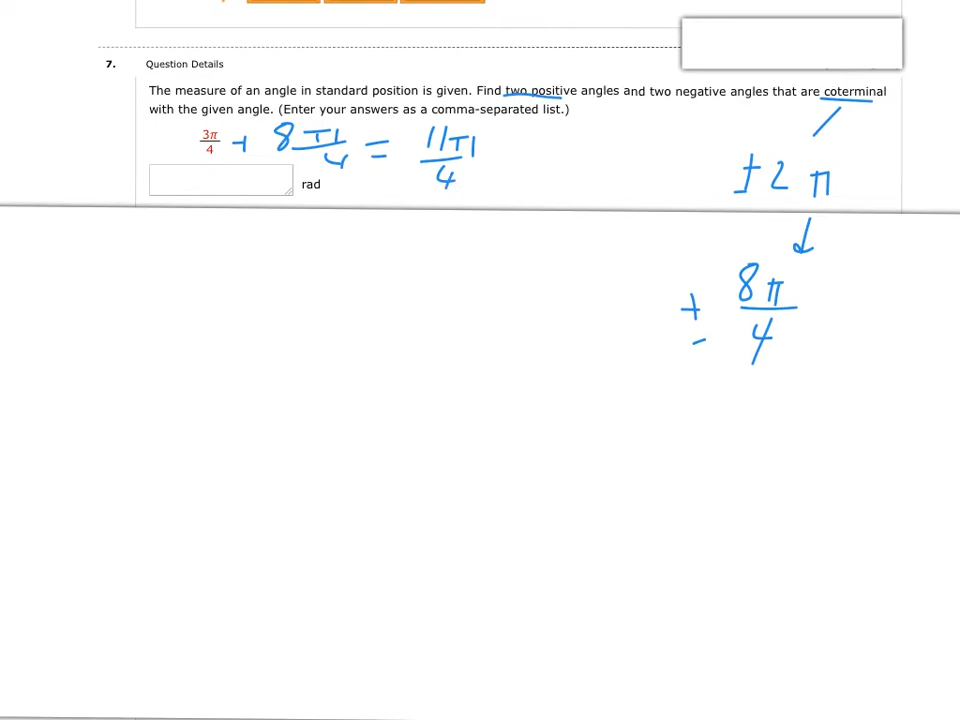 7. Question Details
The measure of an angle in standard position is given. Find two positive angles and two negative angles that are coterminal
with the given angle. (Enter your answers as a comma-separated list.)
3π/4 + 8π/4 = 11π/4
rad
±2π
± 8π/4